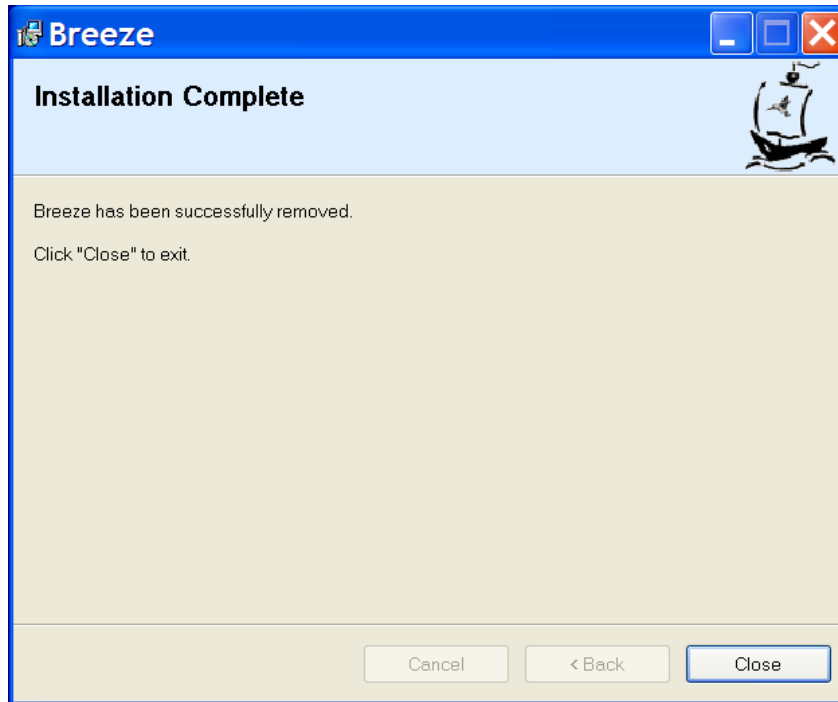 Breeze
Installation Complete
Breeze has been successfully removed.
Click "Close" to exit.
Cancel
< Back
Close